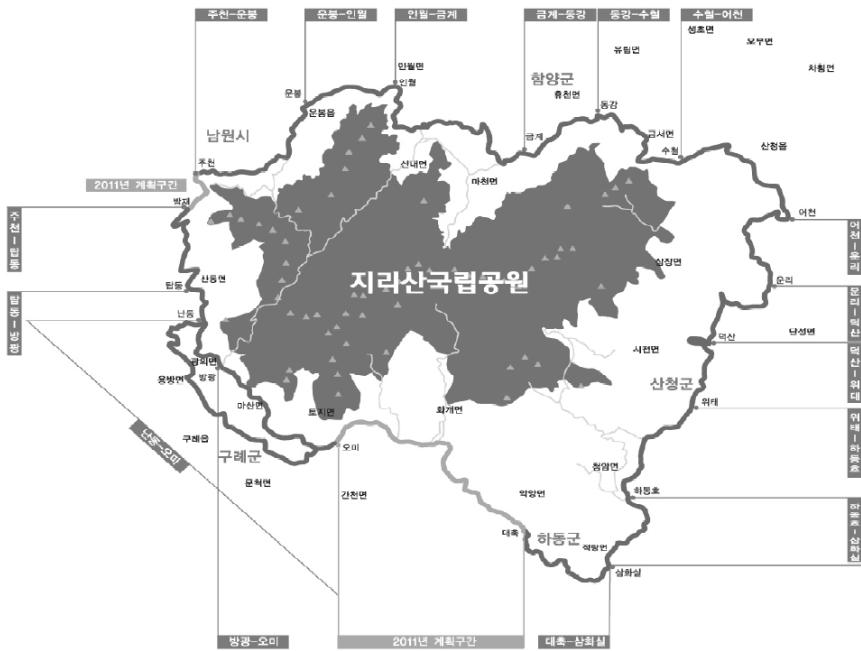 주천-운봉
운봉-인월
인월-금계
금계-동강
동강-수철
수철-어천
생초면
오부면
차황면
유림면
함양군
휴천면
인월면
인월
운봉
운봉읍
동강
금서면
수철
산청읍
남원시
주천
산내면
금계
마천면
2011년 계획구간
밤재
어천
주천-탑동
어천-운리
산동면
탑동
지리산국립공원
삼장면
운리
운리-덕산
탑동-방광
난동
덕산
단성면
시천면
덕산-위태
광의면
방광
용방면
산청군
마산면
토지면
화개면
위태
위태-하동호
난동-오미
구례읍
구례군
오미
문척면
간전면
청암면
하동호
악양면
하동호-삼화실
대축
하동군
적량면
삼화실
방광-오미
2011년 계획구간
대축-삼화실